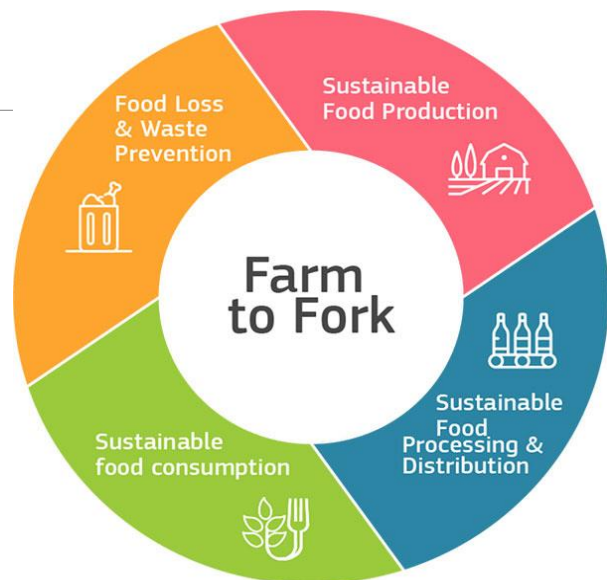 Farm
to Fork
Sustainable
Food Production
Sustainable
Food
Processing &
Distribution
Sustainable
food consumption
Food Loss
& Waste
Prevention